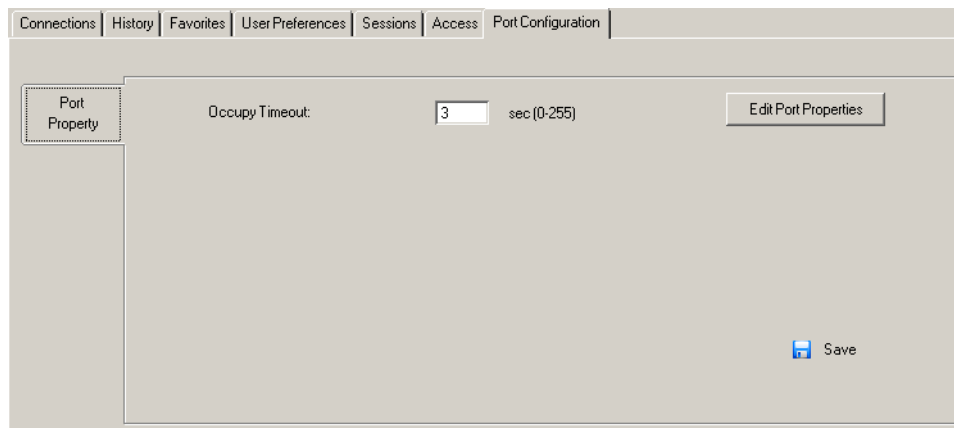 Connections History Favorites User Preferences Sessions Access Port Configuration
Port
Property
Occupy Timeout: 3 sec (0-255) Edit Port Properties
Save